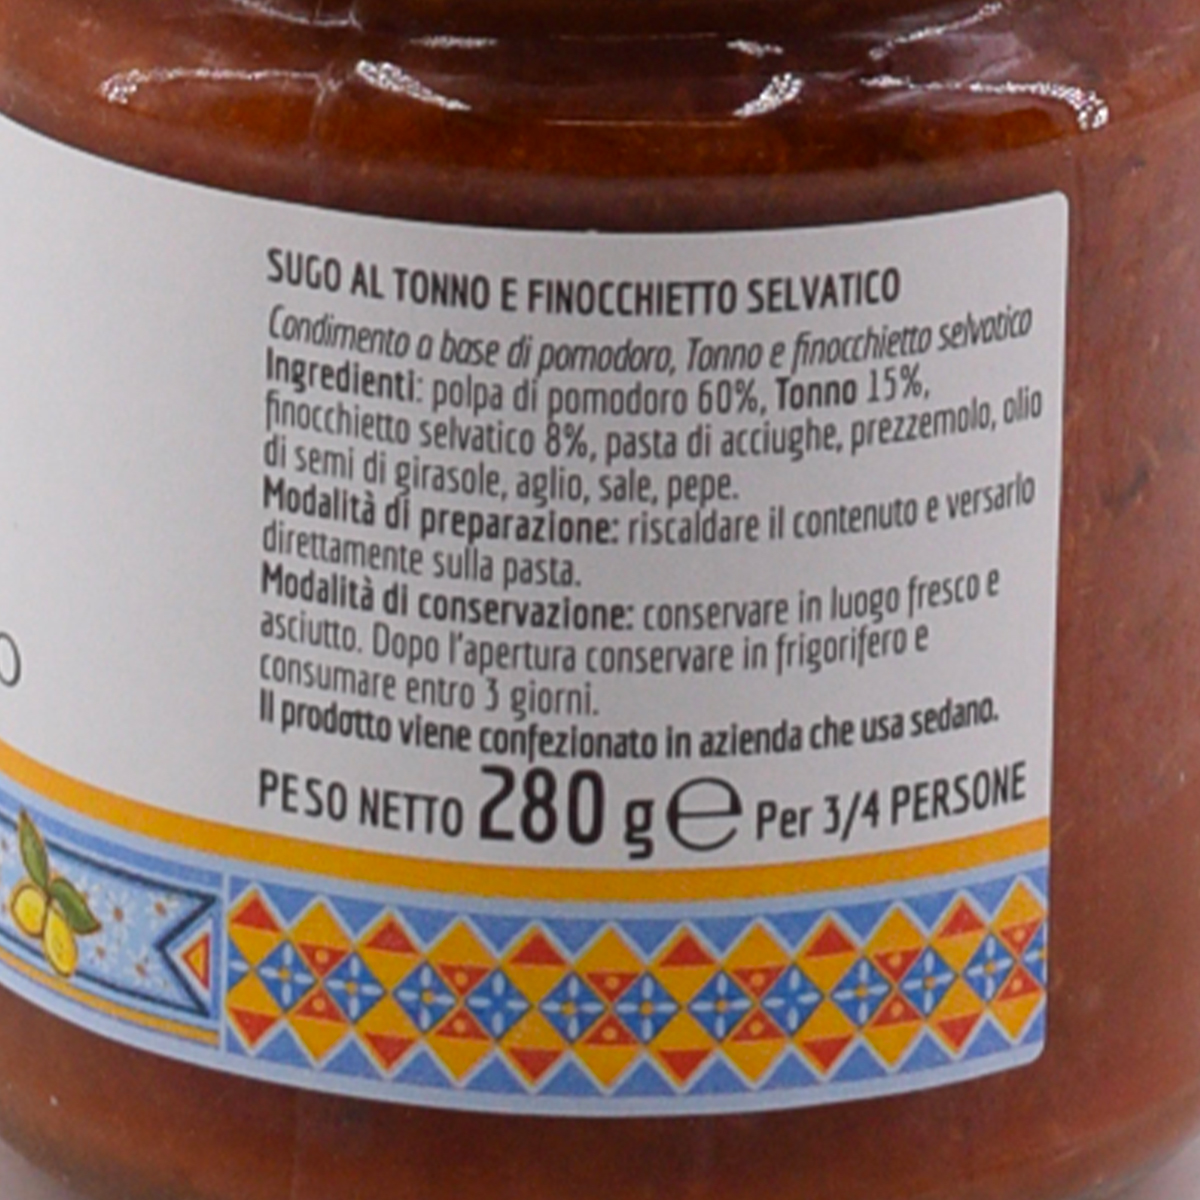 SUGO AL TONNO E FINOCCHIETTO SELVATICO
Condimento a base di pomodoro, Tonno e finocchietto selvatico
Ingredienti: polpa di pomodoro 60%, Tonno 15%,
finocchietto selvatico 8%, pasta di acciughe, prezzemolo, olio
di semi di girasole, aglio, sale, pepe.
Modalità di preparazione: riscaldare il contenuto e versarlo
direttamente sulla pasta.
Modalità di conservazione: conservare in luogo fresco e
asciutto. Dopo l'apertura conservare in frigorifero e
consumare entro 3 giorni.
Il prodotto viene confezionato in azienda che usa sedano.
PESO NETTO 280 g ℮ Per 3/4 PERSONE